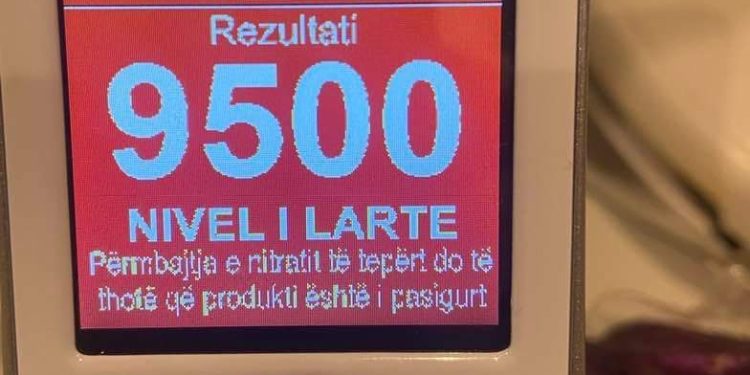 Rezultati
9500
NIVEL I LARTE
Përmbajtja e nitratit të tepërt do të
thotë që produkti është i pasigurt